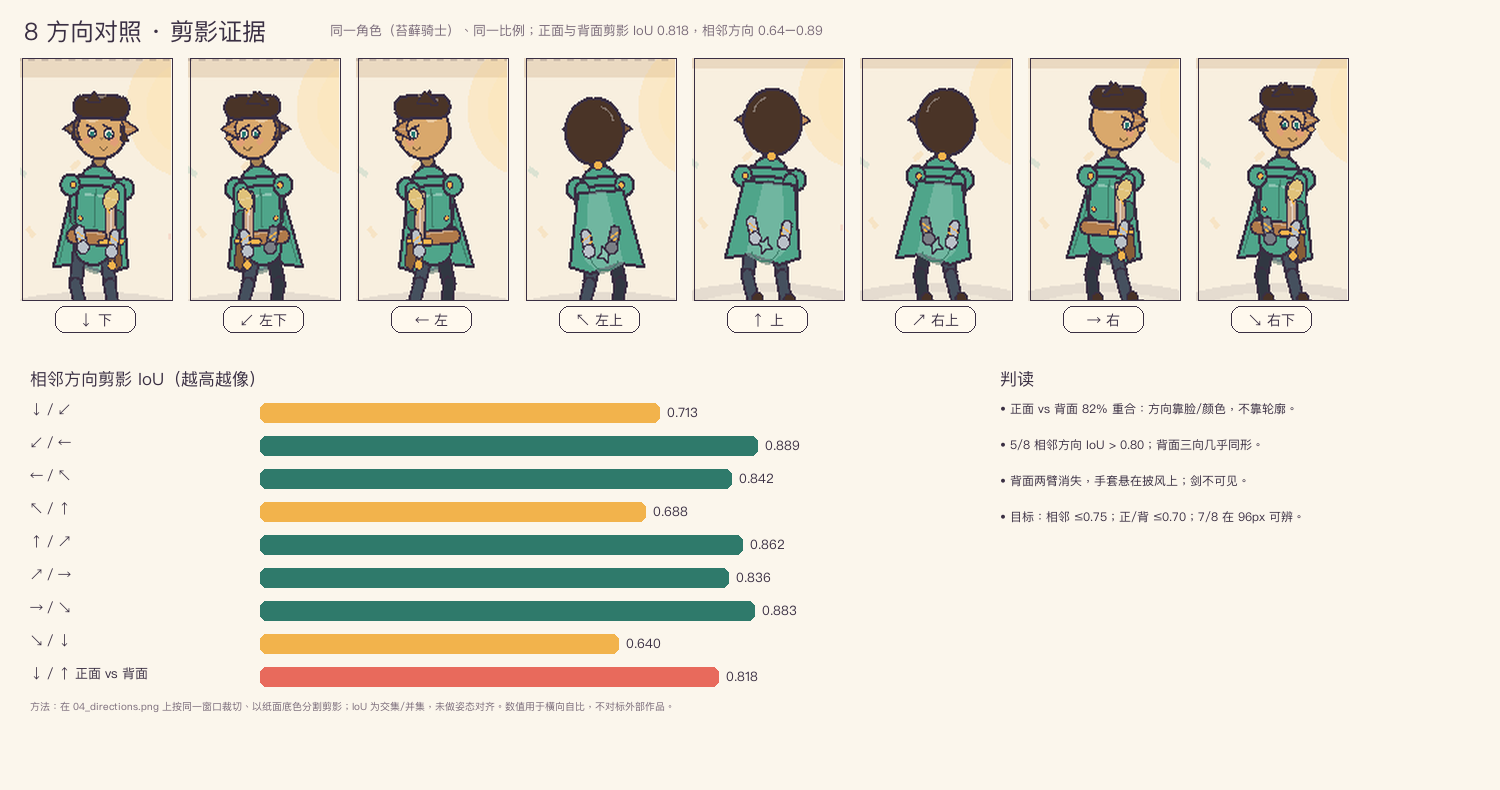 8 方向对照 · 剪影证据
同一角色（苔藓骑士）、同一比例；正面与背面剪影 IoU 0.818，相邻方向 0.64—0.89
↓ 下
↙ 左下
← 左
↖ 左上
↑ 上
↗ 右上
→ 右
↘ 右下
相邻方向剪影 IoU（越高越像）
↓ / ↙ 0.713
↙ / ← 0.889
← / ↖ 0.842
↖ / ↑ 0.688
↑ / ↗ 0.862
↗ / → 0.836
→ / ↘ 0.883
↘ / ↓ 0.640
↓ / ↑ 正面 vs 背面 0.818
判读
• 正面 vs 背面 82% 重合：方向靠脸/颜色，不靠轮廓。
• 5/8 相邻方向 IoU > 0.80；背面三向几乎同形。
• 背面两臂消失，手套悬在披风上；剑不可见。
• 目标：相邻 ≤0.75；正/背 ≤0.70；7/8 在 96px 可辨。
方法：在 04_directions.png 上按同一窗口裁切、以纸面底色分割剪影；IoU 为交集/并集，未做姿态对齐。数值用于横向自比，不对标外部作品。